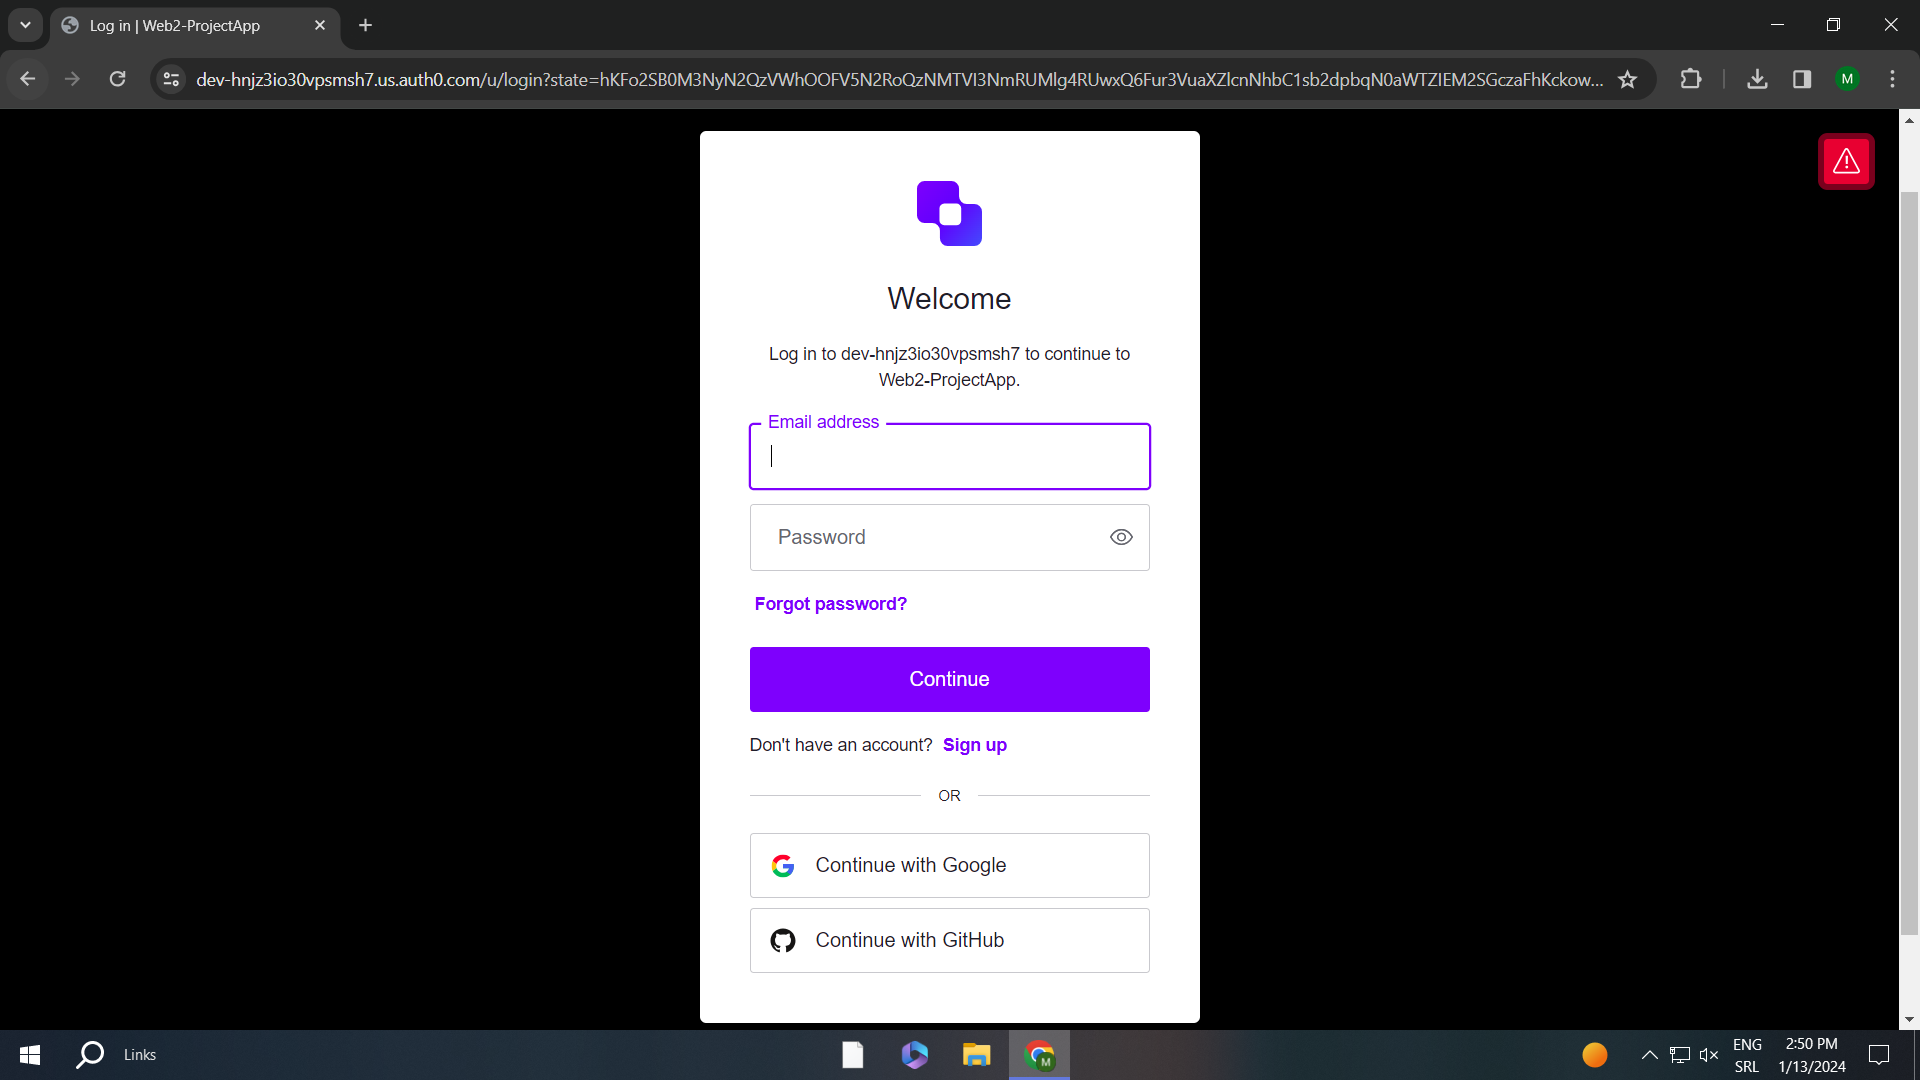 Log in | Web2-ProjectApp
dev-hnjz3io30vpsmsh7.us.auth0.com/u/login?state=hKFo2SB0M3NyN2QzVWhOOFV5N2RoQzNMTVI3NmRUMlg4RUwxQ6Fur3VuaXZlcnNhbC1sb2dpbqN0aWTZIEM2SGczaFhKckow...
M
Welcome
Log in to dev-hnjz3io30vpsmsh7 to continue to
Web2-ProjectApp.
Email address
Password
Forgot password?
Continue
Don't have an account? Sign up
OR
Continue with Google
Continue with GitHub
Links
M
ENG
SRL
2:50 PM
1/13/2024